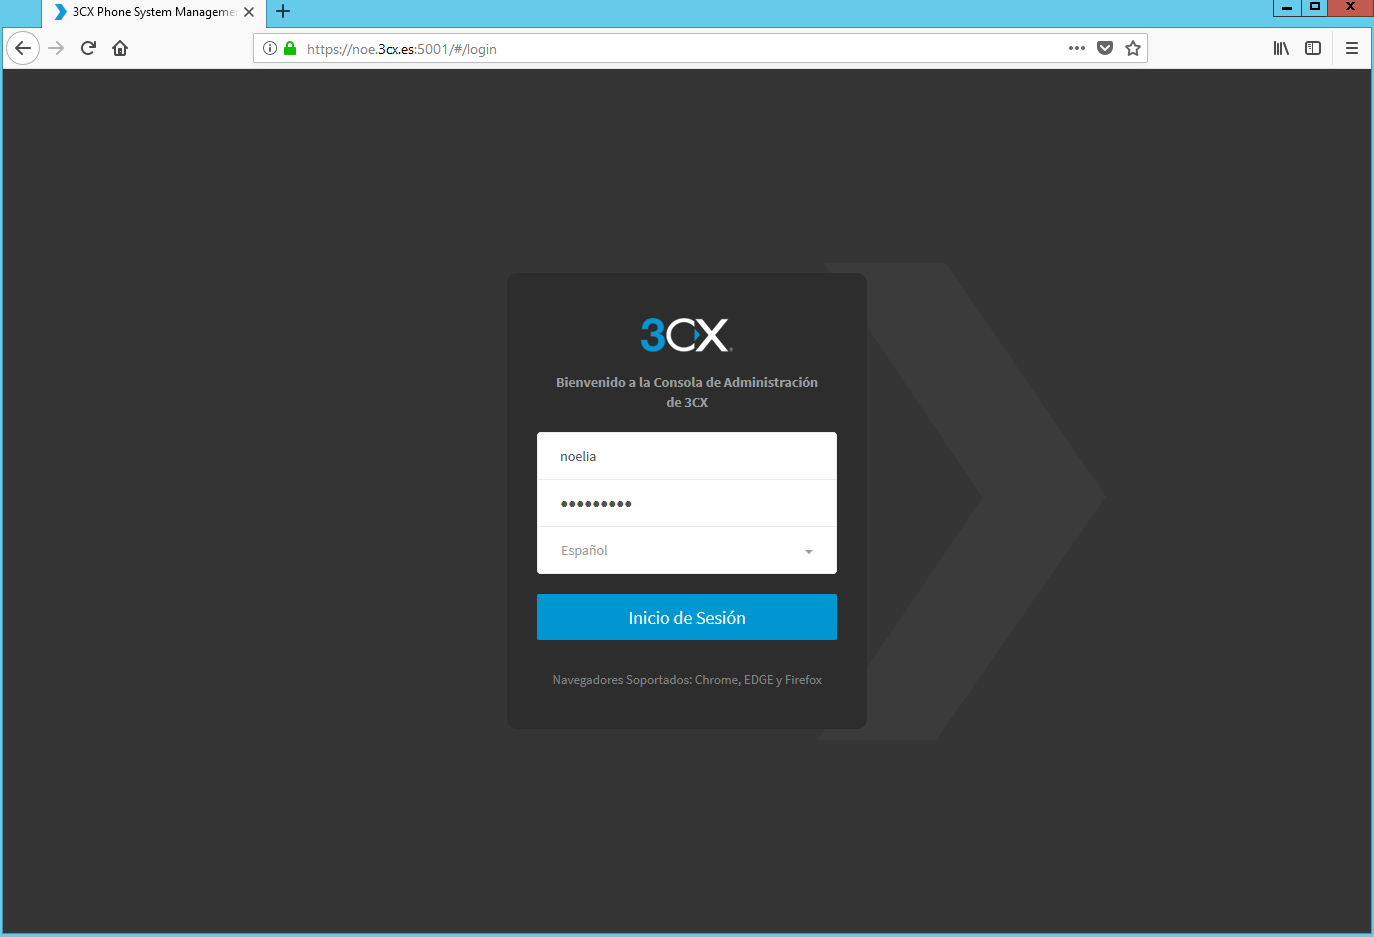 3CX Phone System Manageme
https://noe.3cx.es:5001/#/login
3CX
Bienvenido a la Consola de Administración
de 3CX
noelia
Español
Inicio de Sesión
Navegadores Soportados: Chrome, EDGE y Firefox